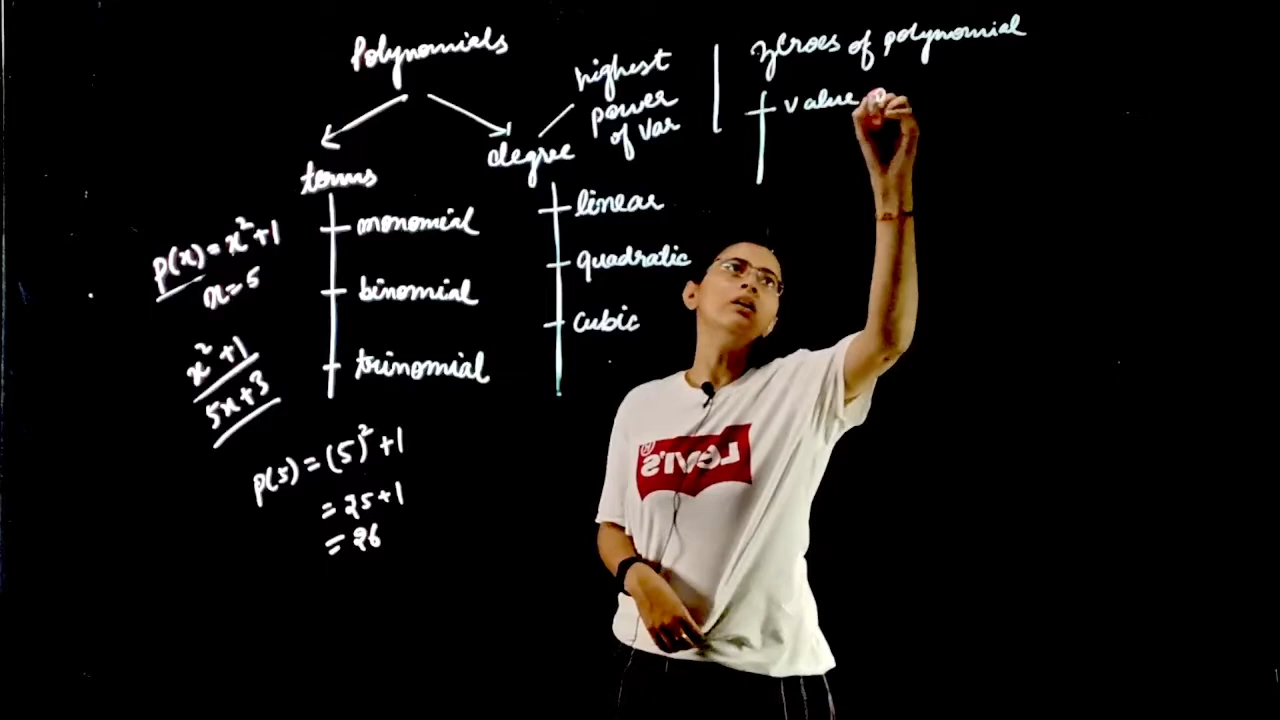 Polynomials
highest
power
of var
degree
terms
monomial
binomial
trinomial
linear
quadratic
cubic
zeroes of polynomial
value
p(x) = x² + 1
x = 5
x² + 1
5x + 3
p(5) = (5)² + 1
= 25 + 1
= 26
LEVI'S